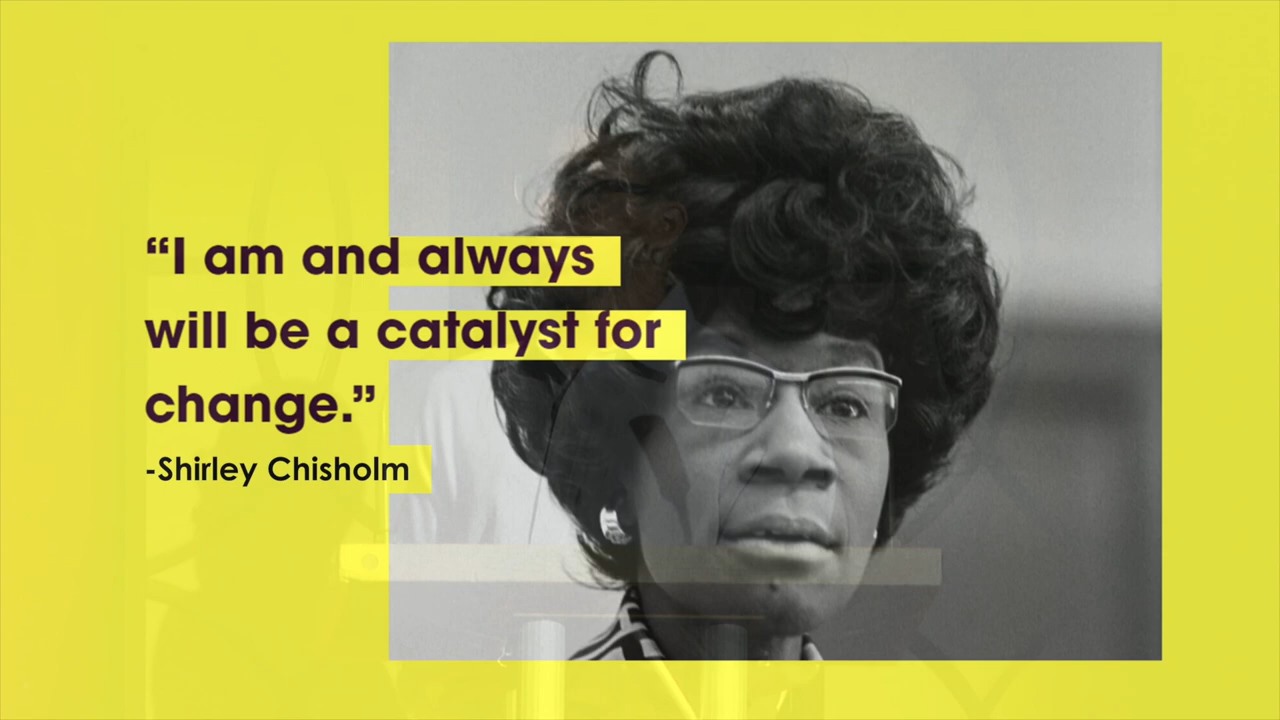 “I am and always
will be a catalyst for
change.”
-Shirley Chisholm